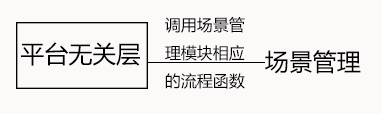 平台无关层
调用场景管
理模块相应
的流程函数
场景管理